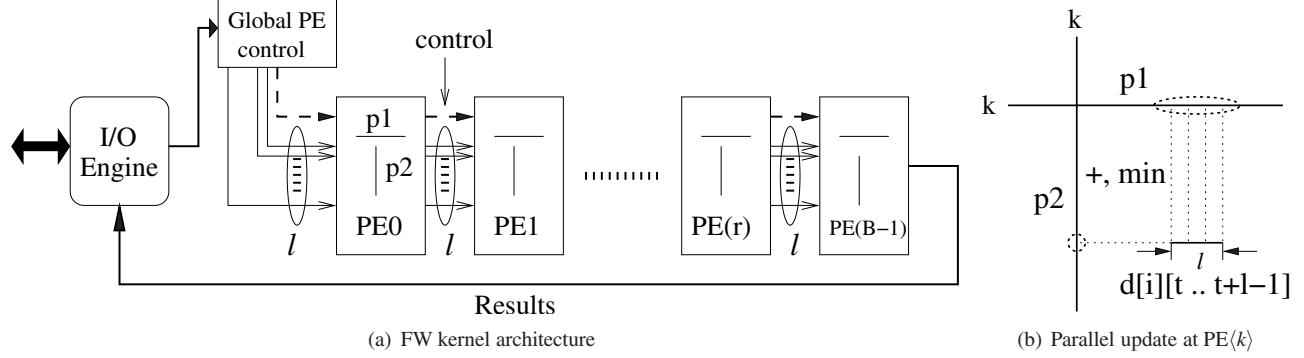 Global PE
control
control
I/O
Engine
p1
p2
PE0
PE1
PE(r)
PE(B−1)
l
l
l
Results
(a) FW kernel architecture
k
k
p1
p2
+, min
l
d[i][t .. t+l−1]
(b) Parallel update at PE⟨k⟩